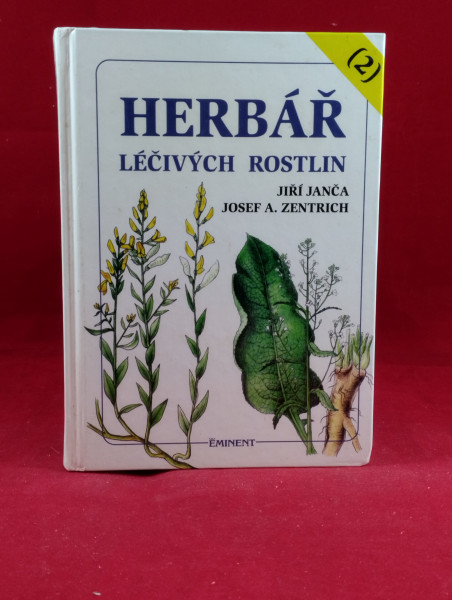 (2)
HERBÁŘ
LÉČIVÝCH ROSTLIN
JIŘÍ JANČA
JOSEF A. ZENTRICH
EMINENT